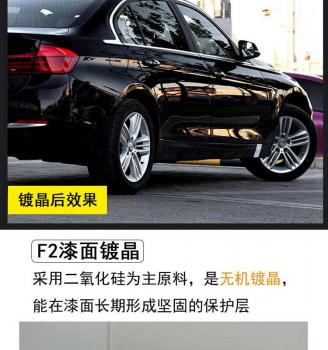 镀晶后效果
F2漆面镀晶
采用二氧化硅为主原料，是无机镀晶，
能在漆面长期形成坚固的保护层